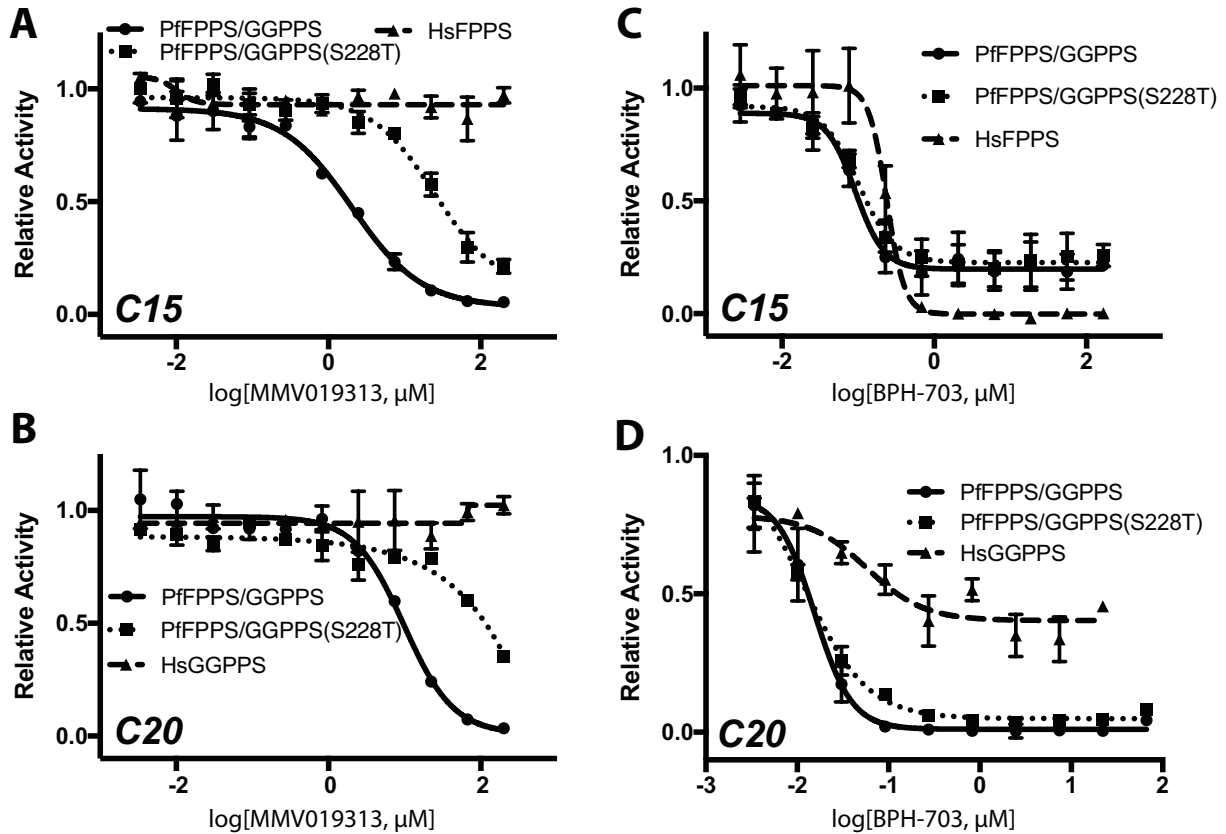 A
PfFPPS/GGPPS
HsFPPS
PfFPPS/GGPPS(S228T)
1.0
0.5
0.0
Relative Activity
C15
-2
0
2
log[MMV019313, μM]
B
1.0
0.5
0.0
Relative Activity
PfFPPS/GGPPS
PfFPPS/GGPPS(S228T)
HsGGPPS
C20
-2
0
2
log[MMV019313, μM]
C
PfFPPS/GGPPS
PfFPPS/GGPPS(S228T)
HsFPPS
1.0
0.5
0.0
Relative Activity
C15
-2
0
2
log[BPH-703, μM]
D
1.0
0.5
0.0
Relative Activity
PfFPPS/GGPPS
PfFPPS/GGPPS(S228T)
HsGGPPS
C20
-3
-2
-1
0
1
2
log[BPH-703, μM]